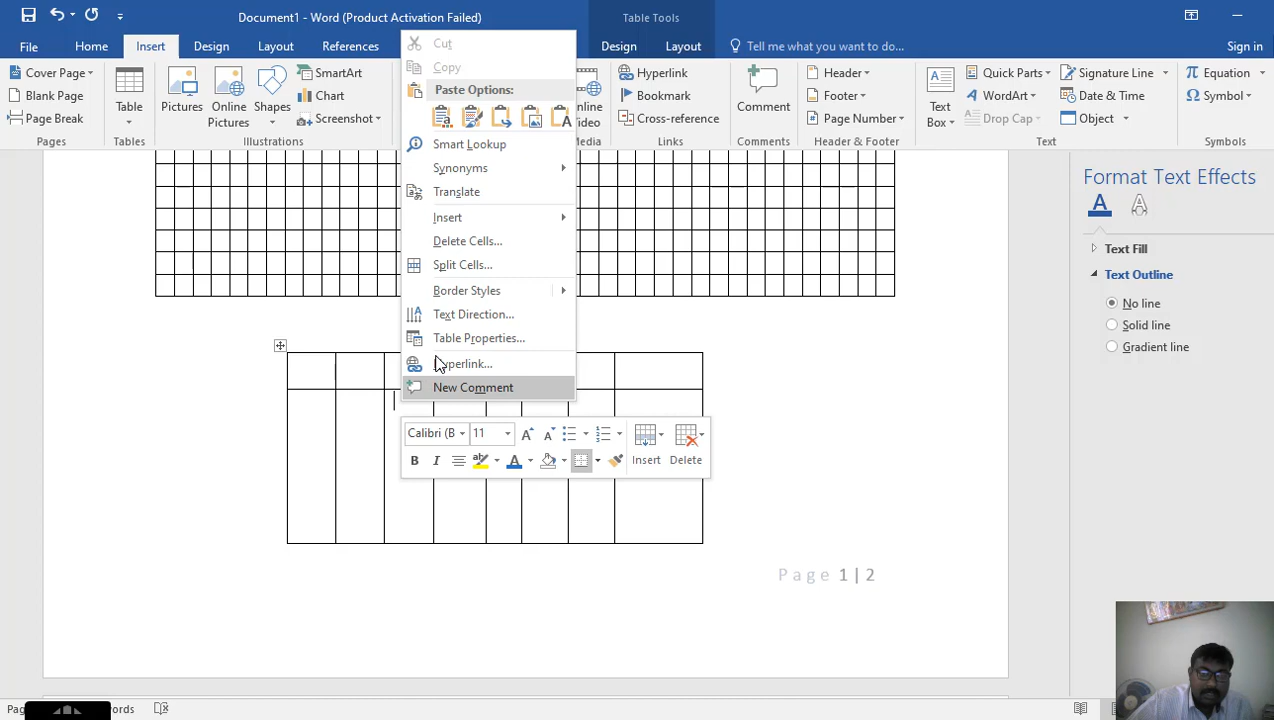 Document1 - Word (Product Activation Failed)
Table Tools
File
Home
Insert
Design
Layout
References
Design
Layout
Tell me what you want to do...
Sign in
Cover Page
Blank Page
Page Break
Pages
Table
Tables
Pictures
Online Pictures
Shapes
SmartArt
Chart
Screenshot
Illustrations
Video
Hyperlink
Bookmark
Cross-reference
Links
Comment
Header
Footer
Page Number
Header & Footer
Text Box
Quick Parts
WordArt
Drop Cap
Signature Line
Date & Time
Object
Text
Equation
Symbol
Symbols
Cut
Copy
Paste Options:
Smart Lookup
Synonyms
Translate
Insert
Delete Cells...
Split Cells...
Border Styles
Text Direction...
Table Properties...
Hyperlink...
New Comment
Calibri (B
11
B I
Insert
Delete
Format Text Effects
Text Fill
Text Outline
No line
Solid line
Gradient line
Page 1 | 2